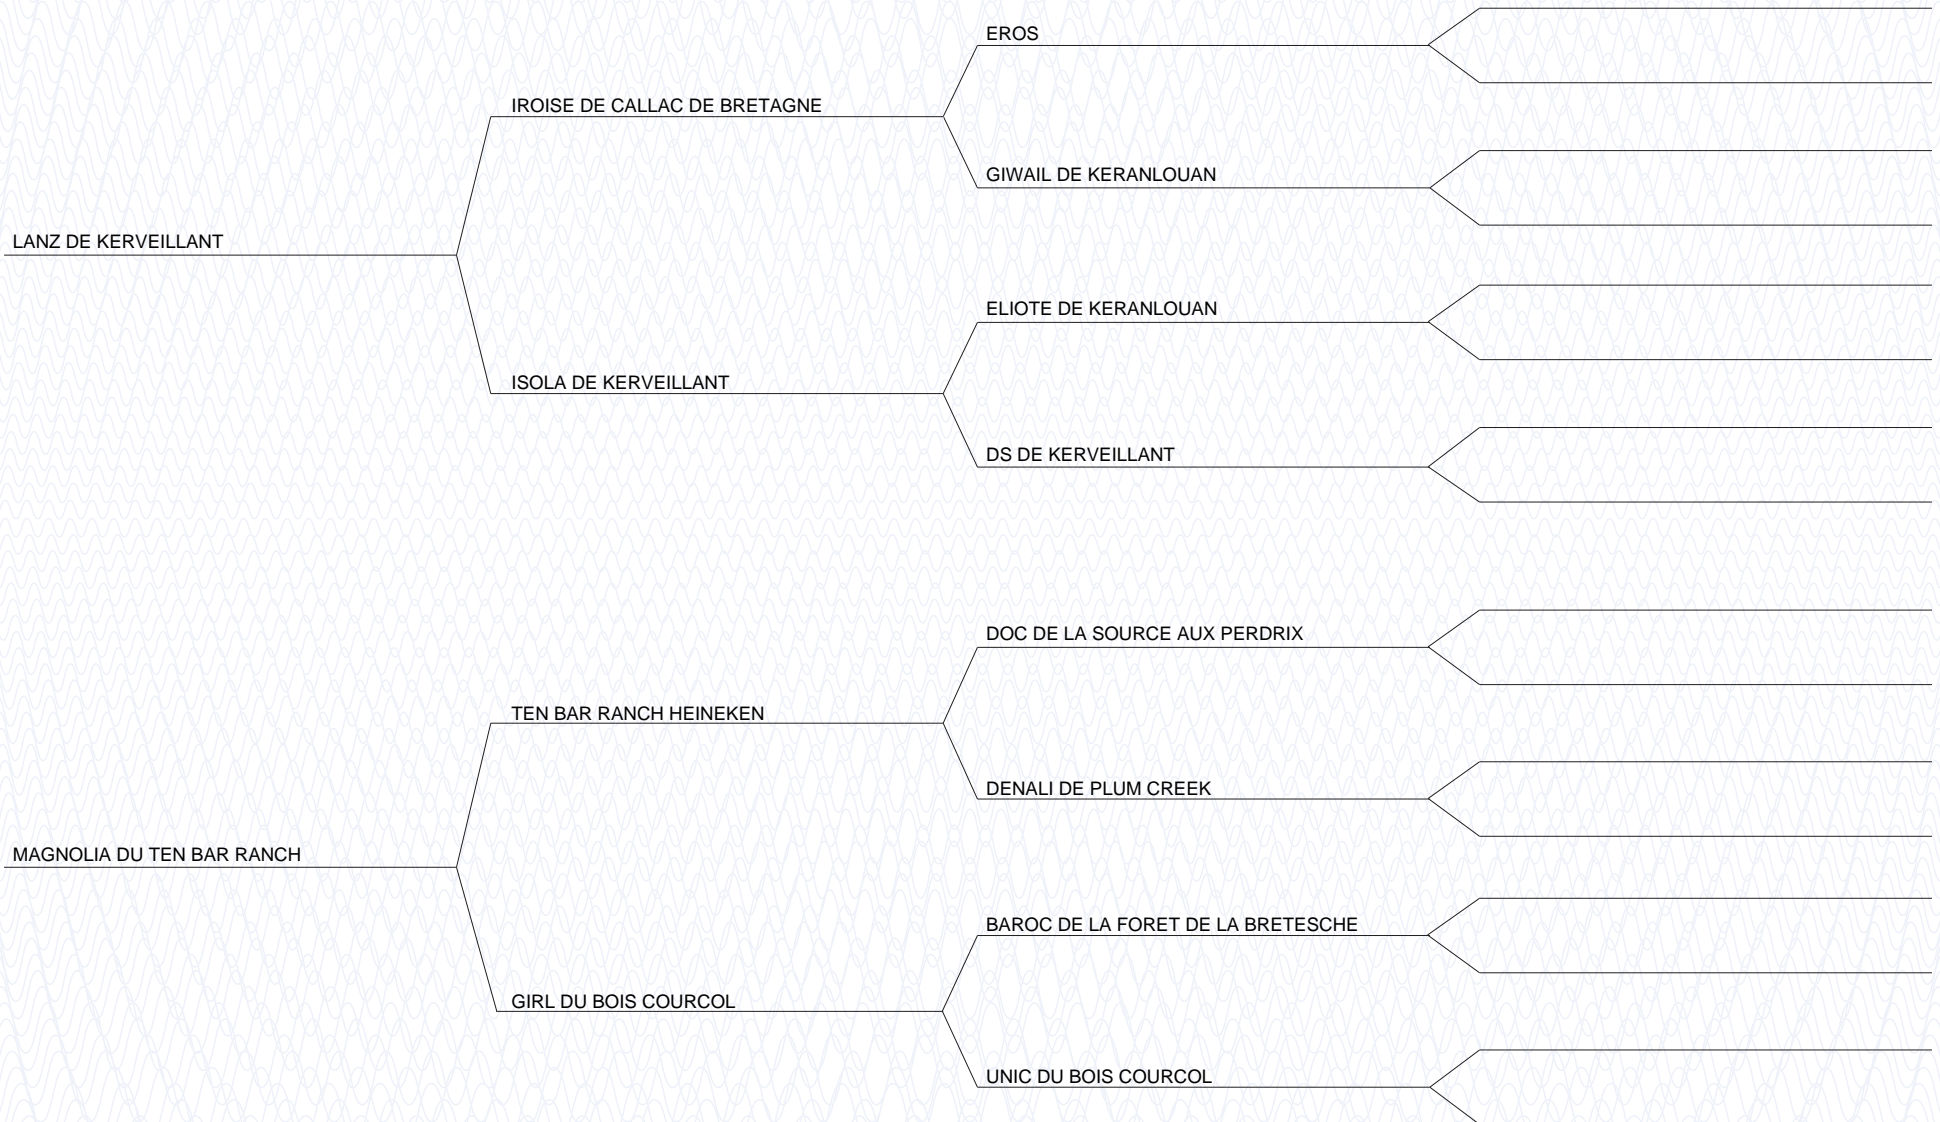 EROS
IROISE DE CALLAC DE BRETAGNE
GIWAIL DE KERANLOUAN
LANZ DE KERVEILLANT
ELIOTE DE KERANLOUAN
ISOLA DE KERVEILLANT
DS DE KERVEILLANT
DOC DE LA SOURCE AUX PERDRIX
TEN BAR RANCH HEINEKEN
DENALI DE PLUM CREEK
MAGNOLIA DU TEN BAR RANCH
BAROC DE LA FORET DE LA BRETESCHE
GIRL DU BOIS COURCOL
UNIC DU BOIS COURCOL